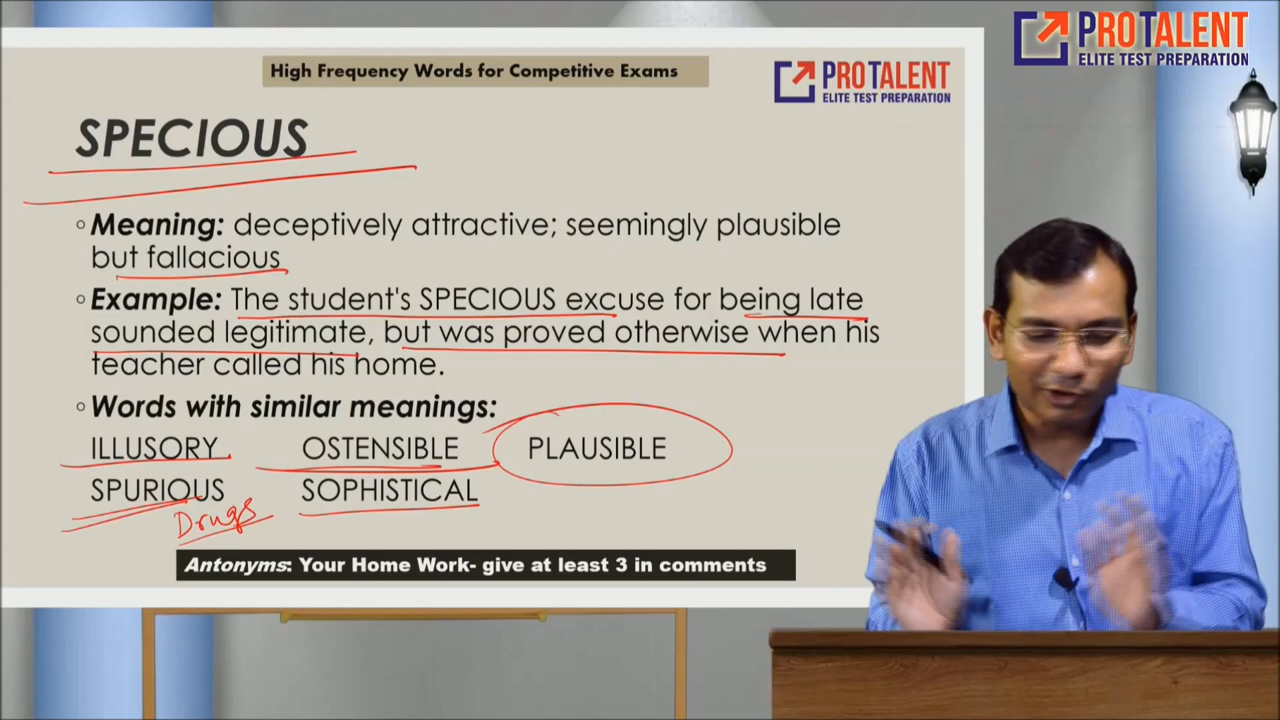 PROTALENT
ELITE TEST PREPARATION
High Frequency Words for Competitive Exams
PROTALENT
ELITE TEST PREPARATION
SPECIOUS
Meaning: deceptively attractive; seemingly plausible
but fallacious
Example: The student's SPECIOUS excuse for being late
sounded legitimate, but was proved otherwise when his
teacher called his home.
Words with similar meanings:
ILLUSORY OSTENSIBLE PLAUSIBLE
SPURIOUS SOPHISTICAL
Drugs
Antonyms: Your Home Work- give at least 3 in comments